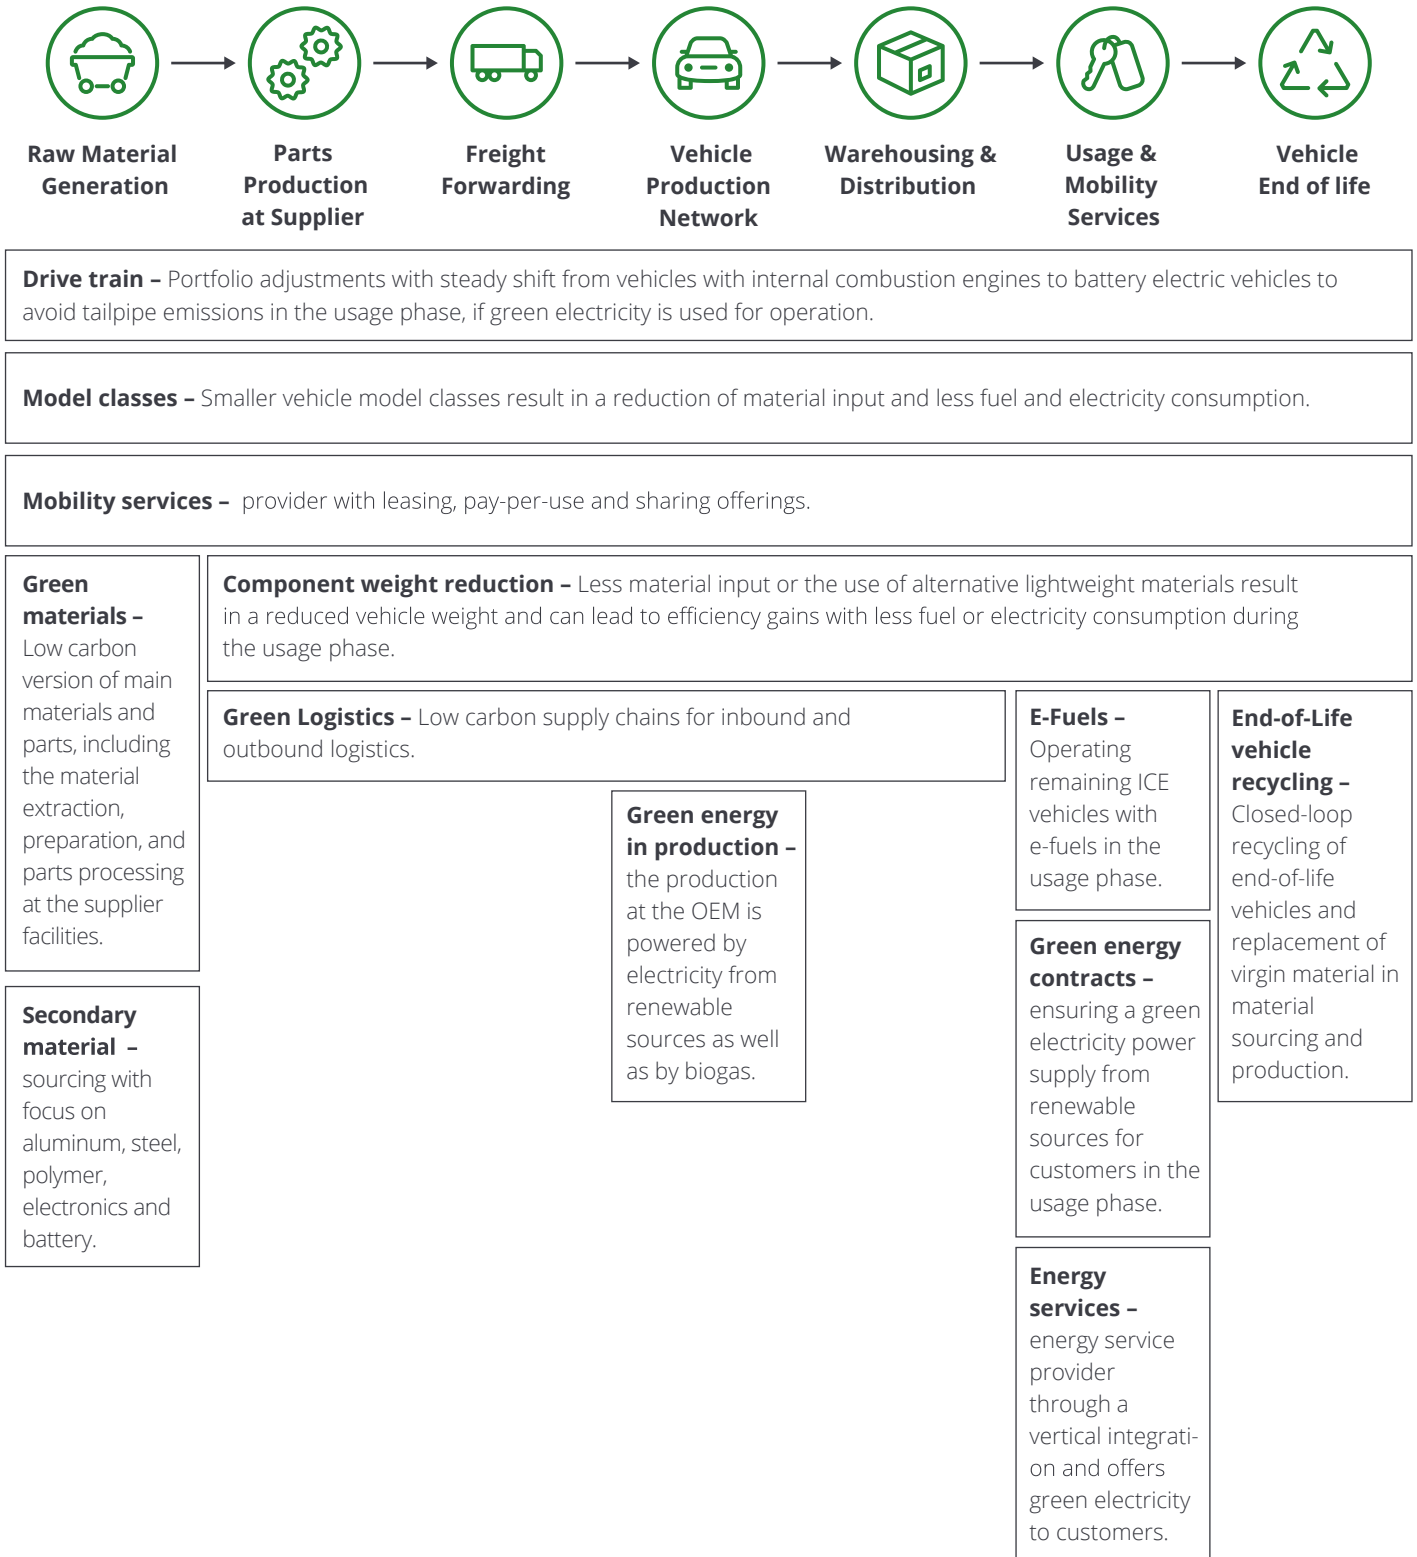 Raw Material
Generation
Parts
Production
at Supplier
Freight
Forwarding
Vehicle
Production
Network
Warehousing &
Distribution
Usage &
Mobility
Services
Vehicle
End of life
Drive train – Portfolio adjustments with steady shift from vehicles with internal combustion engines to battery electric vehicles to
avoid tailpipe emissions in the usage phase, if green electricity is used for operation.
Model classes – Smaller vehicle model classes result in a reduction of material input and less fuel and electricity consumption.
Mobility services – provider with leasing, pay-per-use and sharing offerings.
Green
materials –
Low carbon
version of main
materials and
parts, including
the material
extraction,
preparation, and
parts processing
at the supplier
facilities.
Component weight reduction – Less material input or the use of alternative lightweight materials result
in a reduced vehicle weight and can lead to efficiency gains with less fuel or electricity consumption during
the usage phase.
Green Logistics – Low carbon supply chains for inbound and
outbound logistics.
Green energy
in production –
the production
at the OEM is
powered by
electricity from
renewable
sources as well
as by biogas.
E-Fuels –
Operating
remaining ICE
vehicles with
e-fuels in the
usage phase.
End-of-Life
vehicle
recycling –
Closed-loop
recycling of
end-of-life
vehicles and
replacement of
virgin material in
material
sourcing and
production.
Secondary
material –
sourcing with
focus on
aluminum, steel,
polymer,
electronics and
battery.
Green energy
contracts –
ensuring a green
electricity power
supply from
renewable
sources for
customers in the
usage phase.
Energy
services –
energy service
provider
through a
vertical integrati-
on and offers
green electricity
to customers.